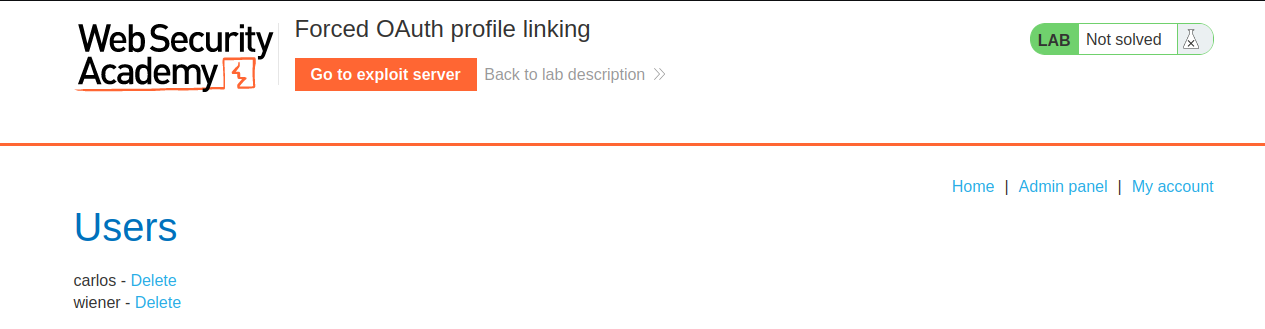 Web Security
Academy
Forced OAuth profile linking
Go to exploit server
Back to lab description
LAB
Not solved
Home | Admin panel | My account
Users
carlos - Delete
wiener - Delete